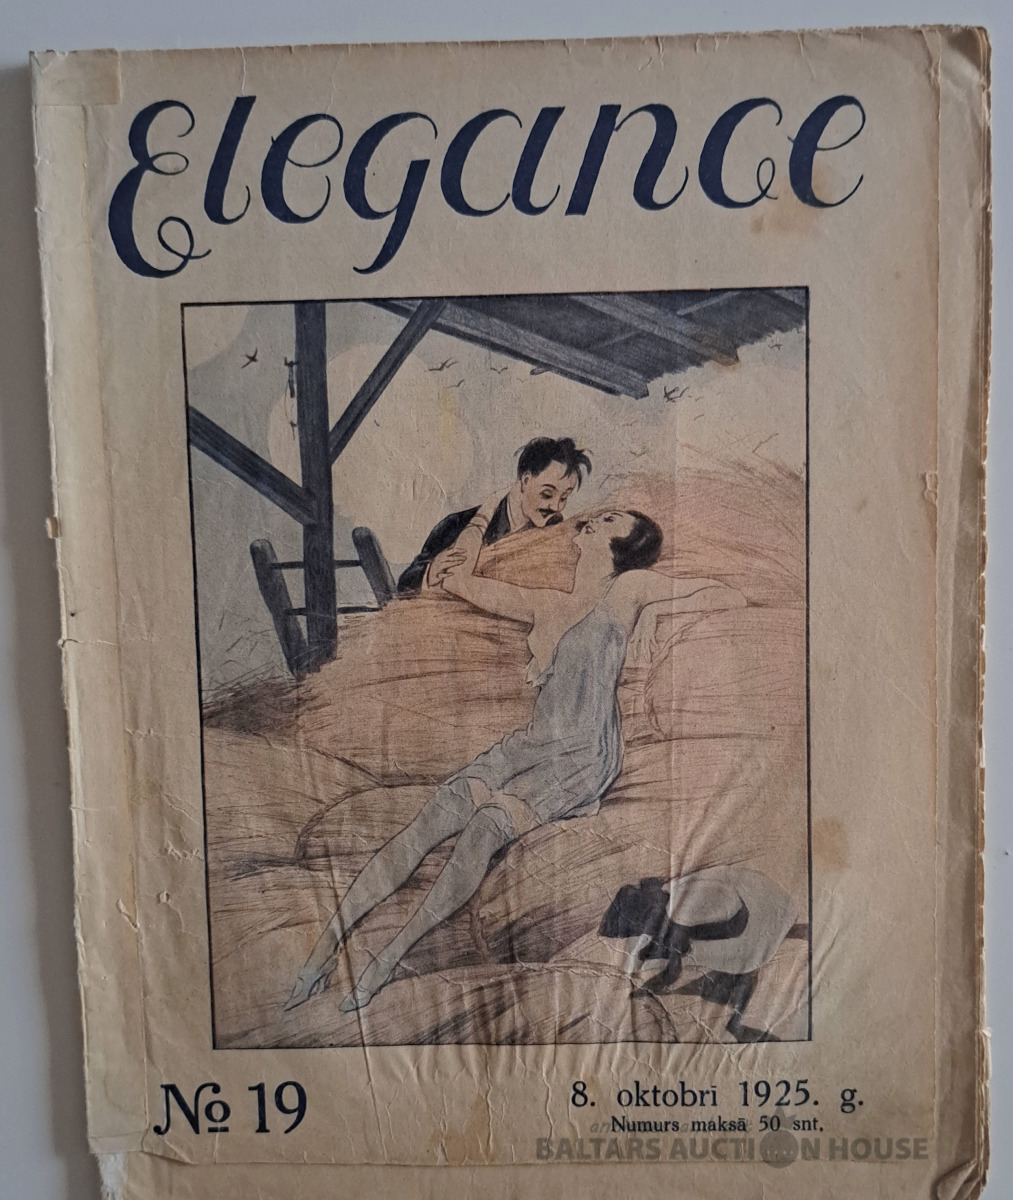 Elegance
№ 19
8. oktobrī 1925. g.
Numurs maksā 50 snt.
BALTARS AUCTION HOUSE